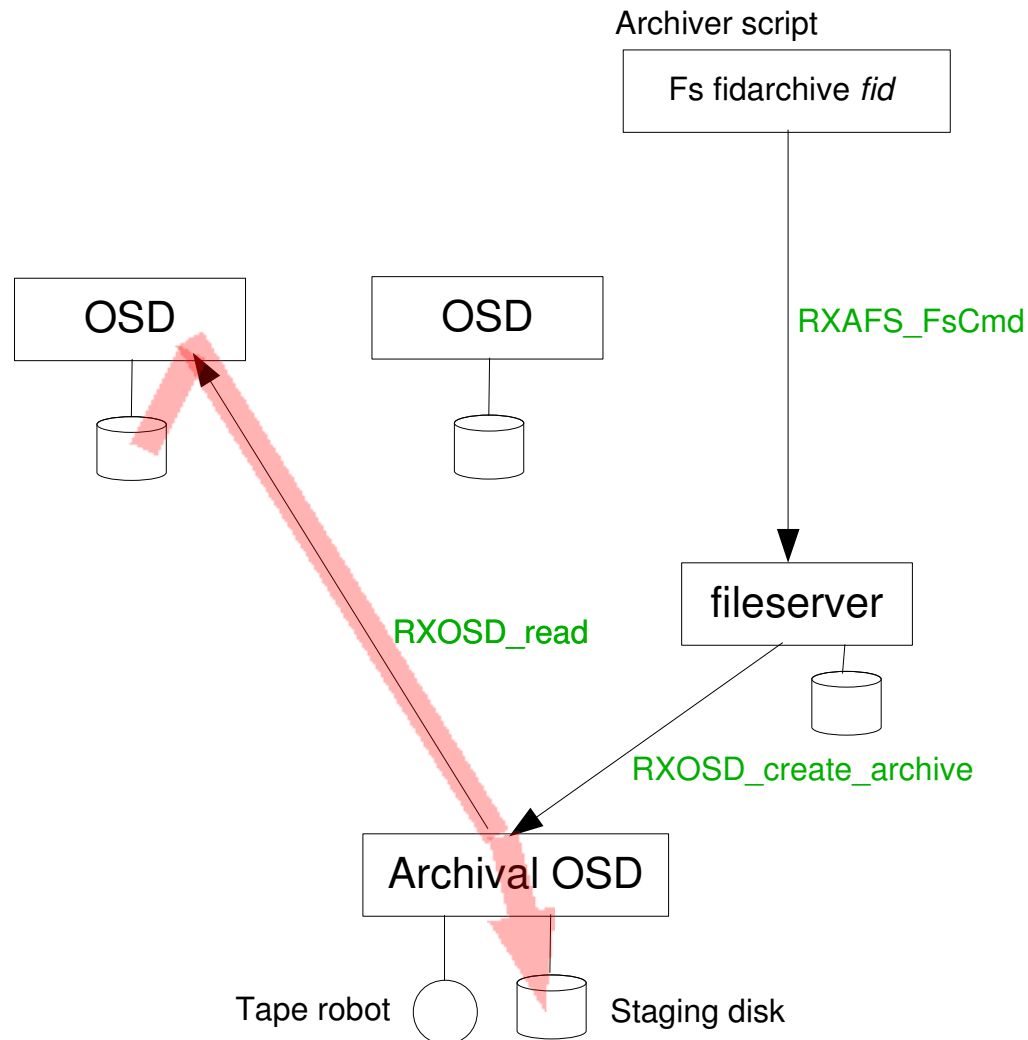 Archiver script
Fs fidarchive fid
OSD
OSD
RXAFS_FsCmd
fileserver
RXOSD_read
RXOSD_create_archive
Archival OSD
Tape robot
Staging disk